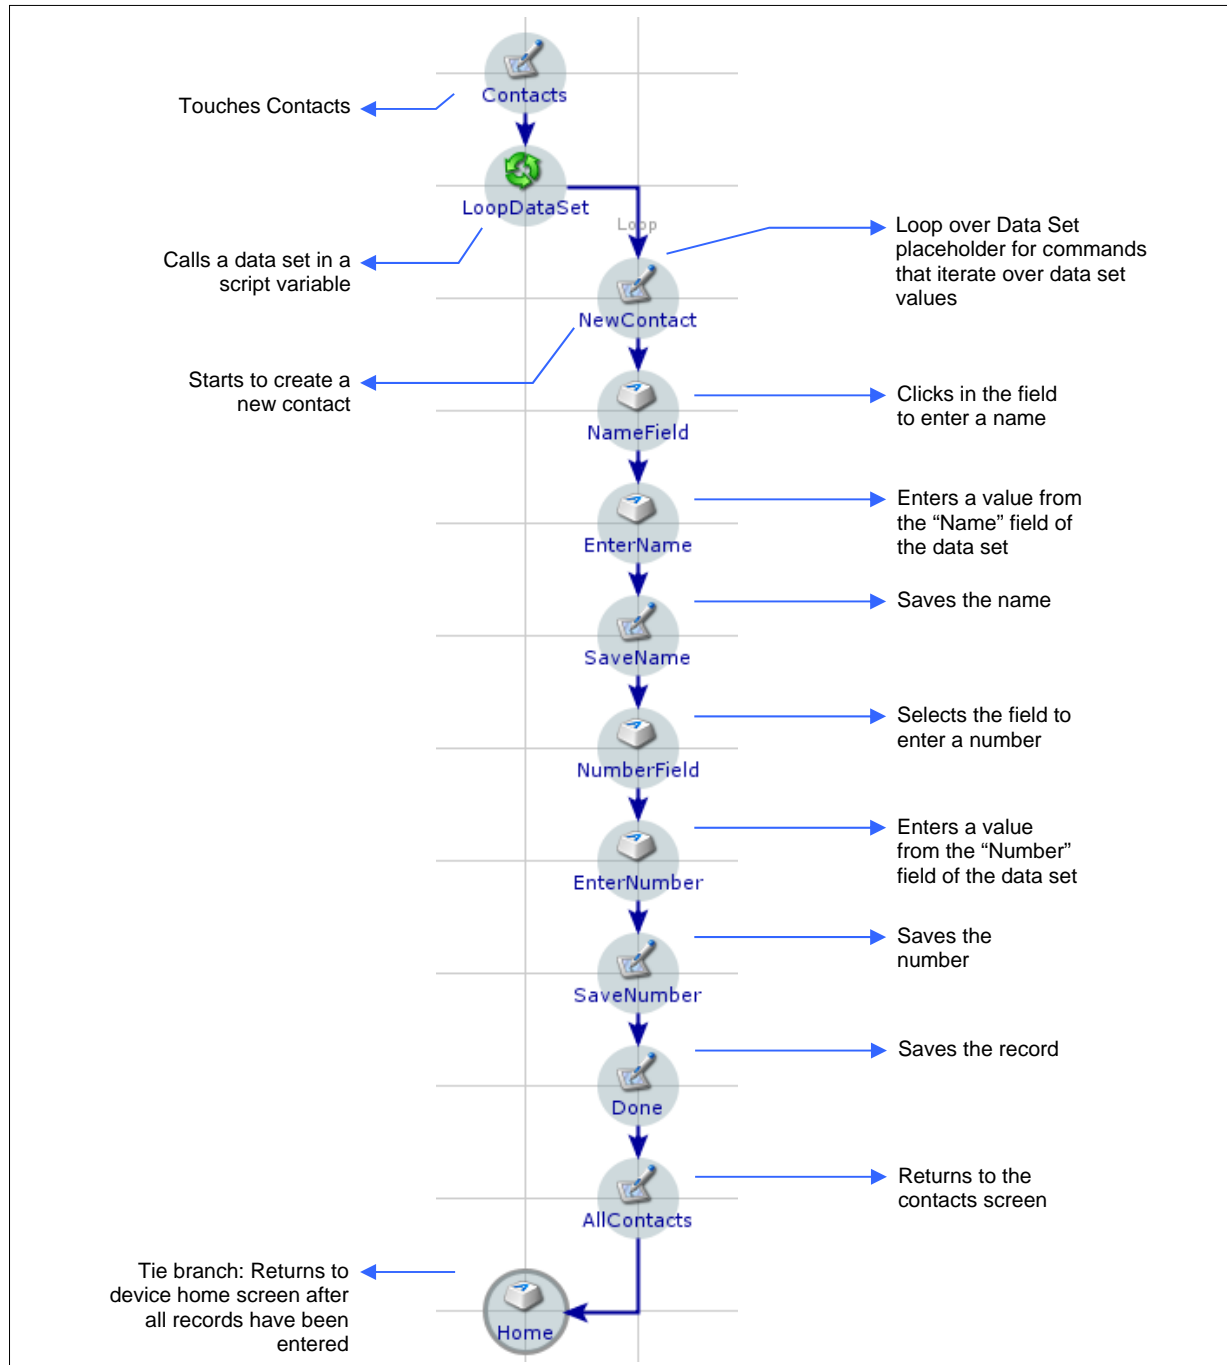 Contacts
Touches Contacts
LoopDataSet
Loop
Loop over Data Set
placeholder for commands
that iterate over data set
values
Calls a data set in a
script variable
NewContact
Starts to create a
new contact
Clicks in the field
to enter a name
NameField
Enters a value from
the “Name” field of
the data set
EnterName
Saves the name
SaveName
Selects the field to
enter a number
NumberField
Enters a value
from the “Number”
field of the data set
EnterNumber
Saves the
number
SaveNumber
Saves the record
Done
Returns to the
contacts screen
AllContacts
Tie branch: Returns to
device home screen after
all records have been
entered
Home